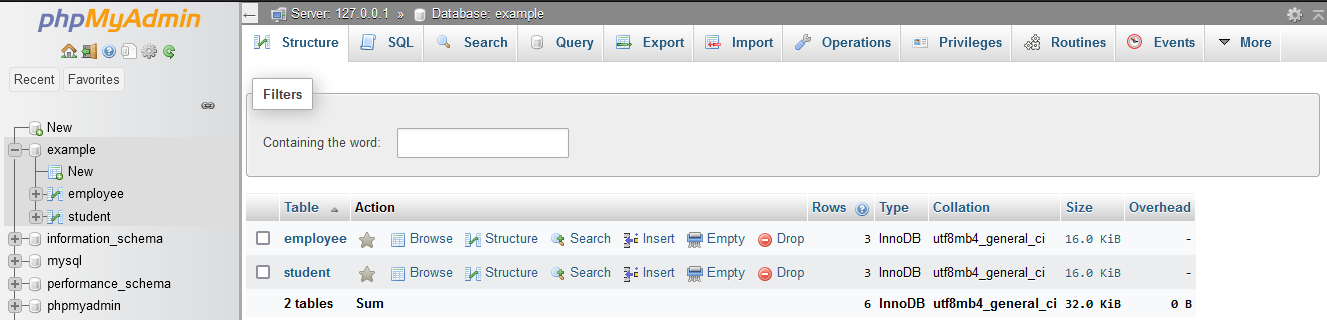 phpMyAdmin
Recent Favorites
New
example
New
employee
student
information_schema
mysql
performance_schema
phpmyadmin
Server: 127.0.0.1 » Database: example
Structure SQL Search Query Export Import Operations Privileges Routines Events More
Filters
Containing the word:
Table Action Rows Type Collation Size Overhead
employee Browse Structure Search Insert Empty Drop 3 InnoDB utf8mb4_general_ci 16.0 KiB -
student Browse Structure Search Insert Empty Drop 3 InnoDB utf8mb4_general_ci 16.0 KiB -
2 tables Sum 6 InnoDB utf8mb4_general_ci 32.0 KiB 0 B